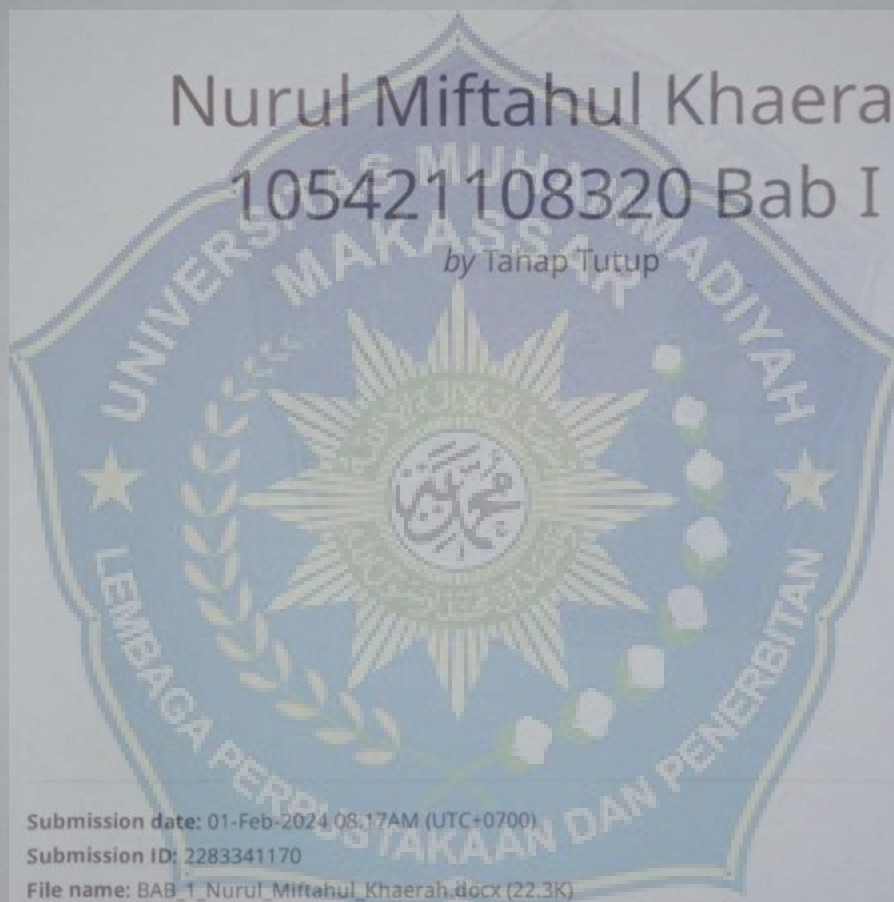 Nurul Miftahul Khaera
105421108320 Bab I
by Tahap Tutup
UNIVERSITAS MUHAMMADIYAH
MAKASSAR
محمدية
LEMBAGA PERPUSTAKAAN DAN PENERBITAN
Submission date: 01-Feb-2024 08:17AM (UTC+0700)
Submission ID: 2283341170
File name: BAB_1_Nurul_Miftahul_Khaerah.docx (22.3K)